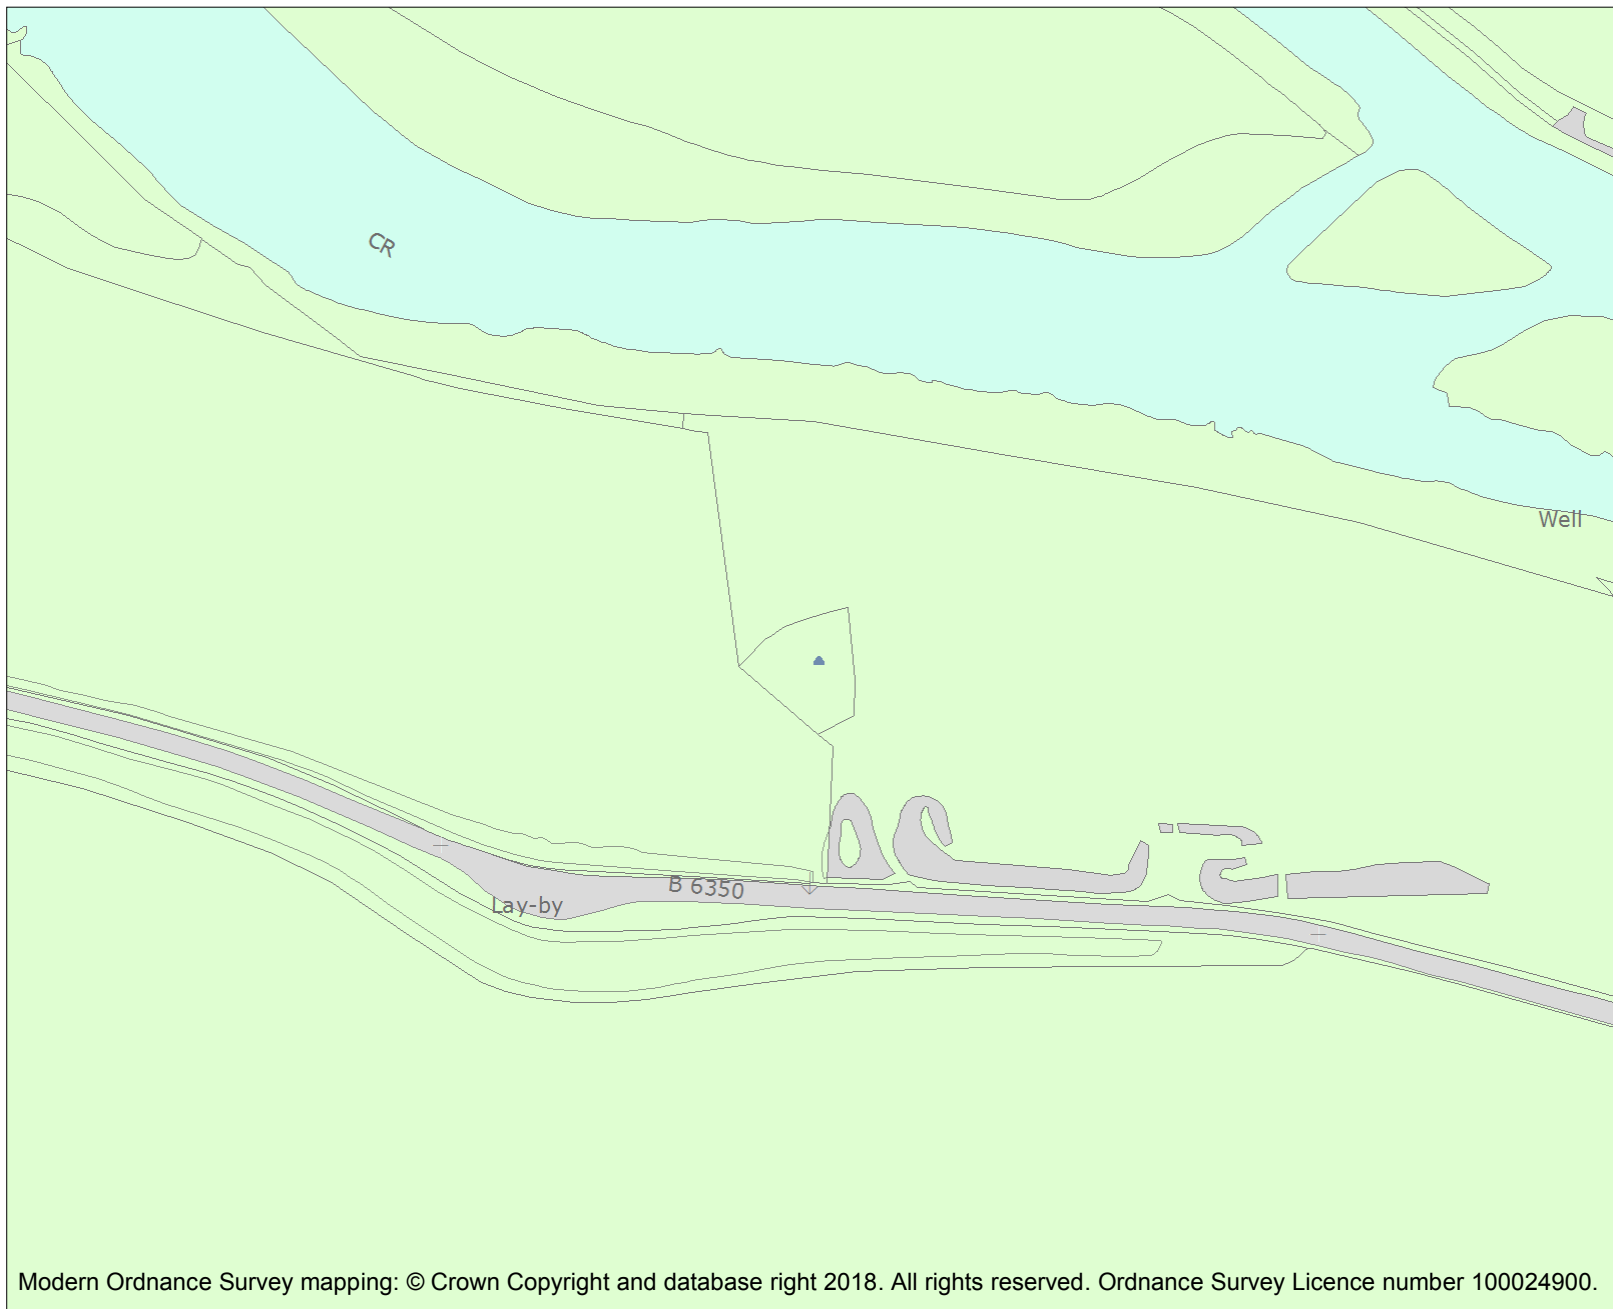 CR
Well
B 6350
Lay-by
Modern Ordnance Survey mapping: © Crown Copyright and database right 2018. All rights reserved. Ordnance Survey Licence number 100024900.